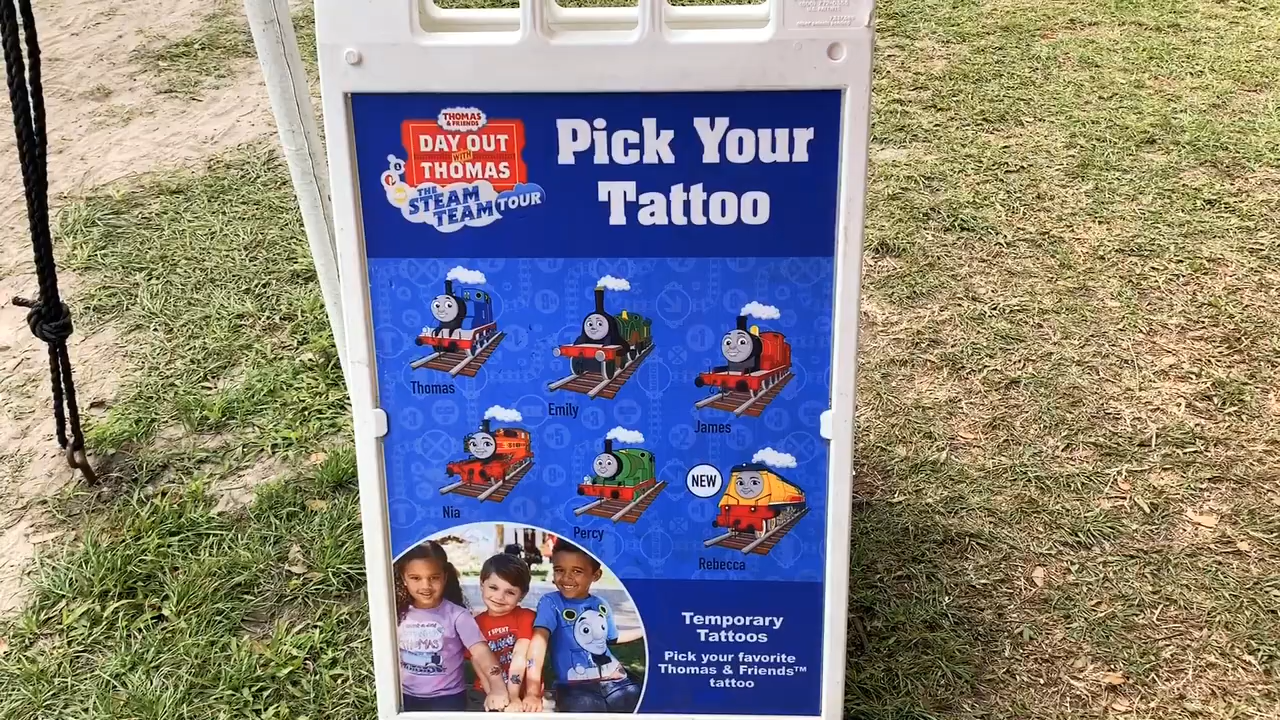 THOMAS
& FRIENDS
DAY OUT
WITH
THOMAS
THE
STEAM
TEAM TOUR
Pick Your
Tattoo
Thomas
Emily
James
Nia
Percy
NEW
Rebecca
Temporary
Tattoos
Pick your favorite
Thomas & Friends™
tattoo